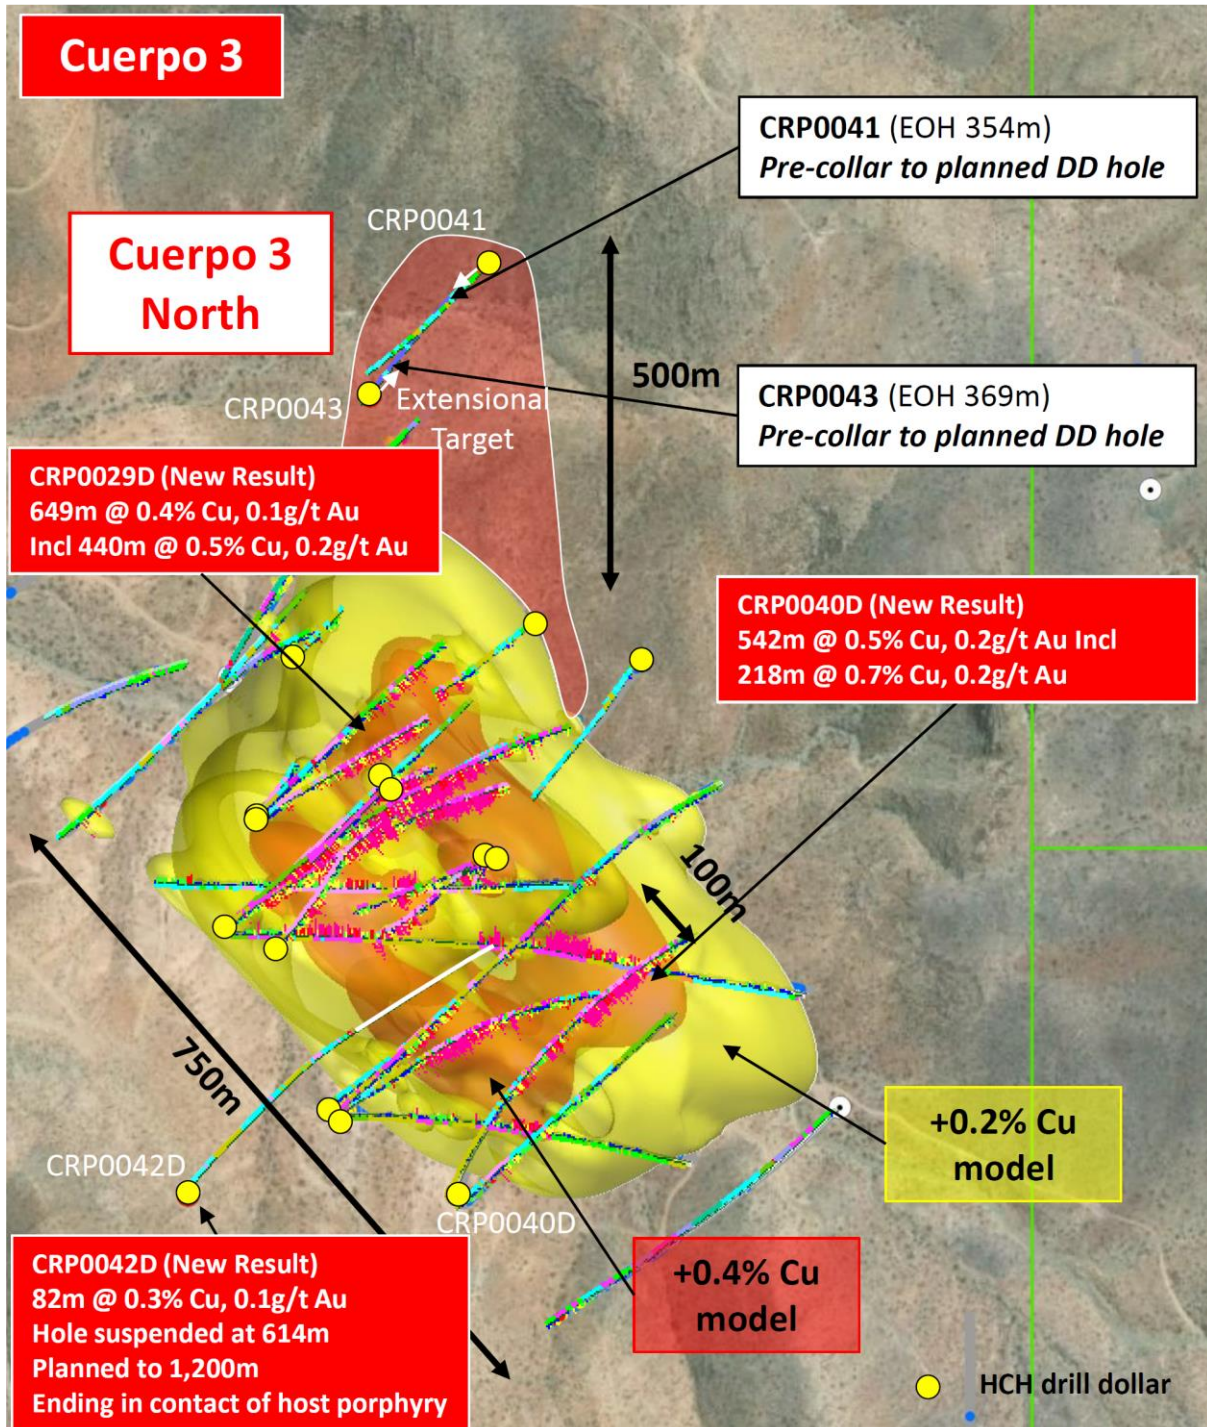 Cuerpo 3
CRP0041 (EOH 354m)
Pre-collar to planned DD hole
CRP0041
Cuerpo 3
North
500m
CRP0043 (EOH 369m)
Pre-collar to planned DD hole
CRP0043
Extensional
Target
CRP0029D (New Result)
649m @ 0.4% Cu, 0.1g/t Au
Incl 440m @ 0.5% Cu, 0.2g/t Au
CRP0040D (New Result)
542m @ 0.5% Cu, 0.2g/t Au Incl
218m @ 0.7% Cu, 0.2g/t Au
100m
750m
+0.2% Cu
model
CRP0042D
CRP0040D
+0.4% Cu
model
CRP0042D (New Result)
82m @ 0.3% Cu, 0.1g/t Au
Hole suspended at 614m
Planned to 1,200m
Ending in contact of host porphyry
HCH drill dollar